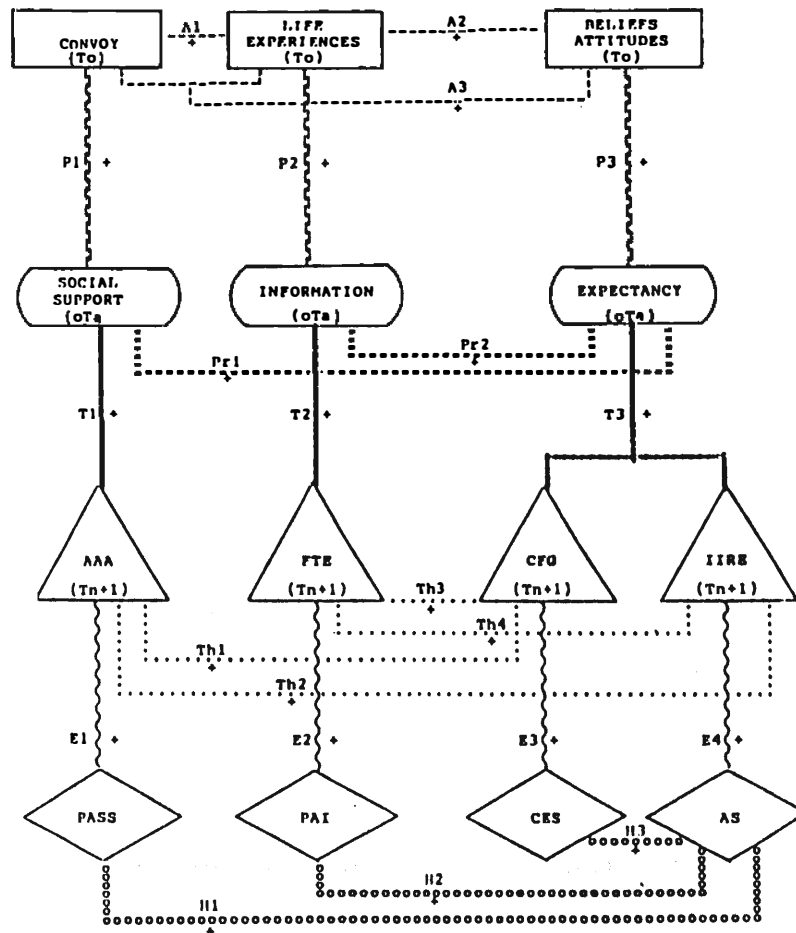 A1
+
A2
+
CONVOY
(To)
LIFE
EXPERIENCES
(To)
BELIEFS
ATTITUDES
(To)
A3
+
P1 +
P2 +
P3 +
SOCIAL
SUPPORT
(oTa
INFORMATION
(oTa)
EXPECTANCY
(oTa)
Pr1
+
Pr2
+
T1 +
T2 +
T3 +
AAA
(Tn+1)
FTE
(Tn+1)
CFG
(Tn+1)
IIRE
(Tn+1)
Th3
+
Th4
+
Th1
+
Th2
+
E1 +
E2 +
E3 +
E4 +
PASS
PAI
CES
AS
H3
+
H2
+
H1
+